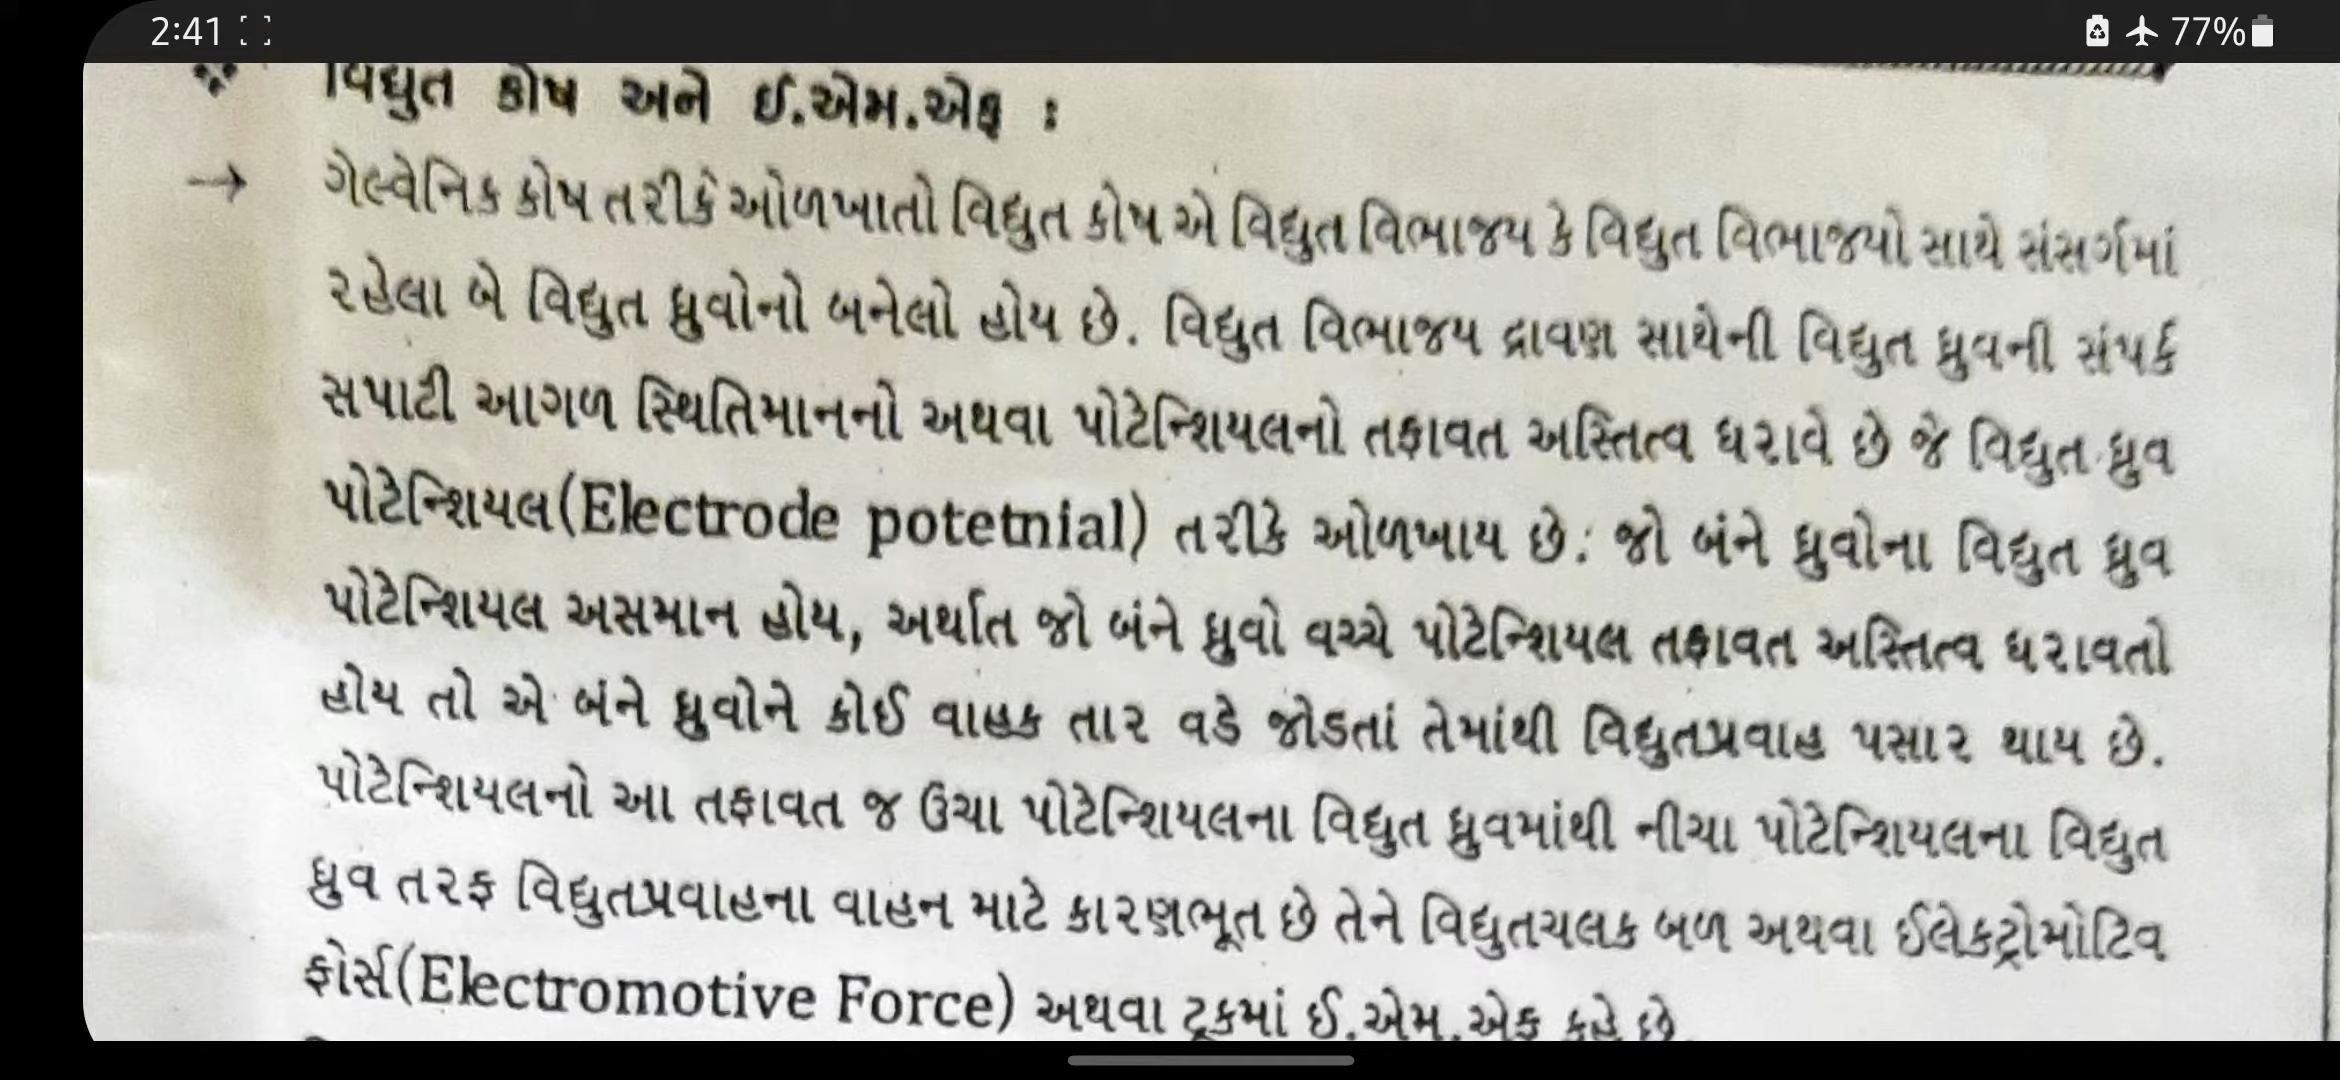 2:41
77%
❖ વિદ્યુત કોષ અને ઈ.એમ.એફ :
→ ગેલ્વેનિક કોષ તરીકે ઓળખાતો વિદ્યુત કોષ એ વિદ્યુત વિભાજ્ય કે વિદ્યુત વિભાજ્યો સાથે સંસર્ગમાં
રહેલા બે વિદ્યુત ધ્રુવોનો બનેલો હોય છે. વિદ્યુત વિભાજ્ય દ્રાવણ સાથેની વિદ્યુત ધ્રુવની સંપર્ક
સપાટી આગળ સ્થિતિમાનનો અથવા પોટેન્શિયલનો તફાવત અસ્તિત્વ ધરાવે છે જે વિદ્યુત ધ્રુવ
પોટેન્શિયલ(Electrode potetnial) તરીકે ઓળખાય છે. જો બંને ધ્રુવોના વિદ્યુત ધ્રુવ
પોટેન્શિયલ અસમાન હોય, અર્થાત જો બંને ધ્રુવો વચ્ચે પોટેન્શિયલ તફાવત અસ્તિત્વ ધરાવતો
હોય તો એ બંને ધ્રુવોને કોઈ વાહક તાર વડે જોડતાં તેમાંથી વિદ્યુતપ્રવાહ પસાર થાય છે.
પોટેન્શિયલનો આ તફાવત જ ઉચા પોટેન્શિયલના વિદ્યુત ધ્રુવમાંથી નીચા પોટેન્શિયલના વિદ્યુત
ધ્રુવ તરફ વિદ્યુતપ્રવાહના વાહન માટે કારણભૂત છે તેને વિદ્યુતચલક બળ અથવા ઈલેક્ટ્રોમોટિવ
ફોર્સ(Electromotive Force) અથવા ટૂકમાં ઈ.એમ.એફ કહે છે.